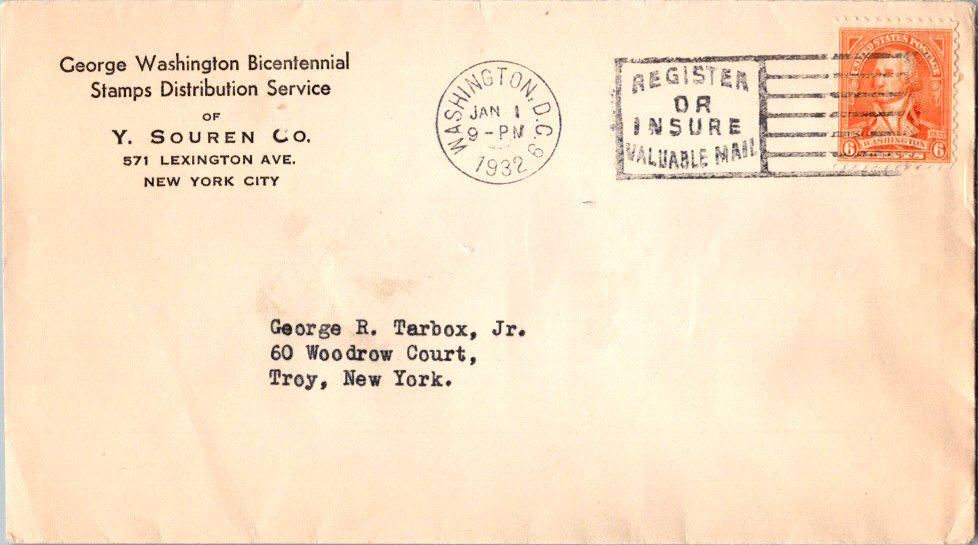 George Washington Bicentennial
Stamps Distribution Service
OF
Y. SOUREN CO.
571 LEXINGTON AVE.
NEW YORK CITY
WASHINGTON, D.C.
JAN 1
9-PM
1932
REGISTER
OR
INSURE
VALUABLE MAIL
UNITED STATES POSTAGE
WASHINGTON
6 CENTS 6
George R. Tarbox, Jr.
60 Woodrow Court,
Troy, New York.